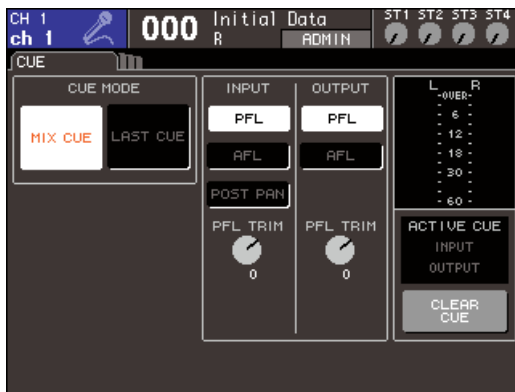 CH 1
ch 1
000
Initial Data
R
ADMIN
ST1 ST2 ST3 ST4
CUE
CUE MODE
MIX CUE
LAST CUE
INPUT
PFL
AFL
POST PAN
PFL TRIM
0
OUTPUT
PFL
AFL
PFL TRIM
0
L R
-OVER-
- 6 -
- 12 -
- 18 -
- 30 -
- 60 -
ACTIVE CUE
INPUT
OUTPUT
CLEAR
CUE